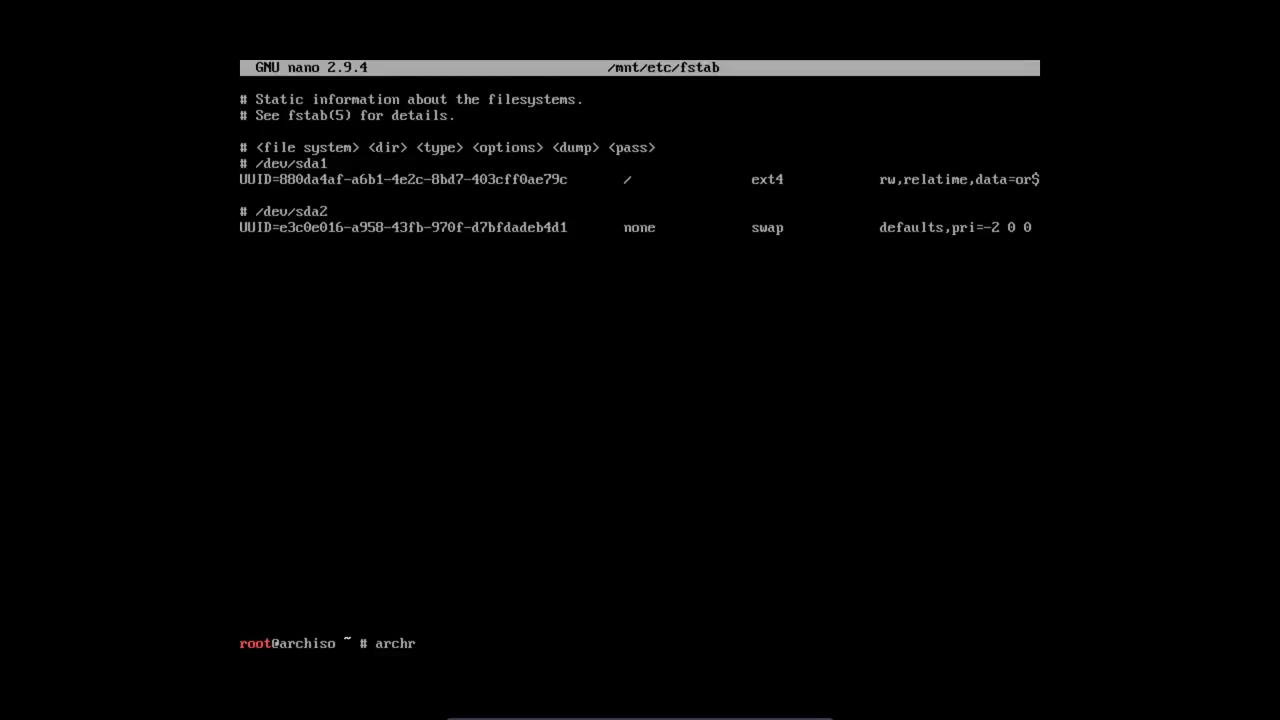 GNU nano 2.9.4 /mnt/etc/fstab
# Static information about the filesystems.
# See fstab(5) for details.
# <file system> <dir> <type> <options> <dump> <pass>
# /dev/sda1
UUID=880da4af-a6b1-4e2c-8bd7-403cff0ae79c / ext4 rw,relatime,data=or$
# /dev/sda2
UUID=e3c0e016-a958-43fb-970f-d7bfdadeb4d1 none swap defaults,pri=-2 0 0
root@archiso ~ # archr